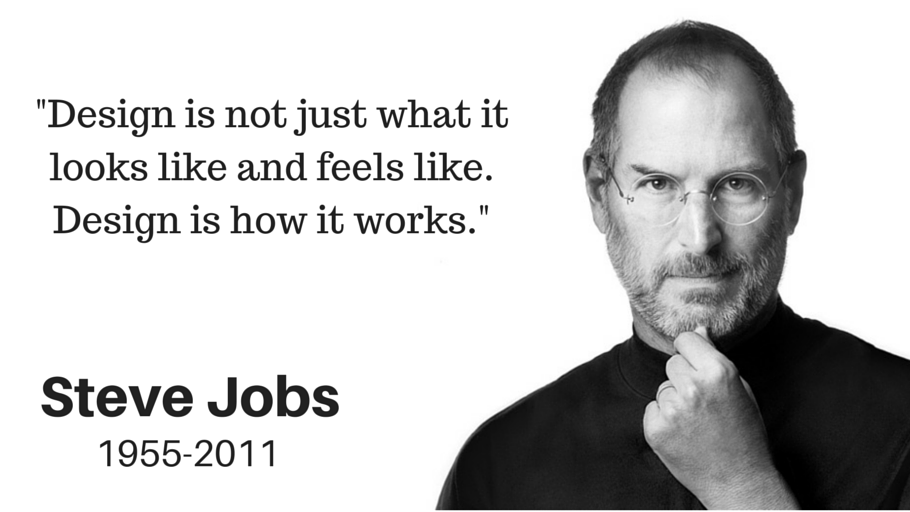 "Design is not just what it
looks like and feels like.
Design is how it works."
Steve Jobs
1955-2011